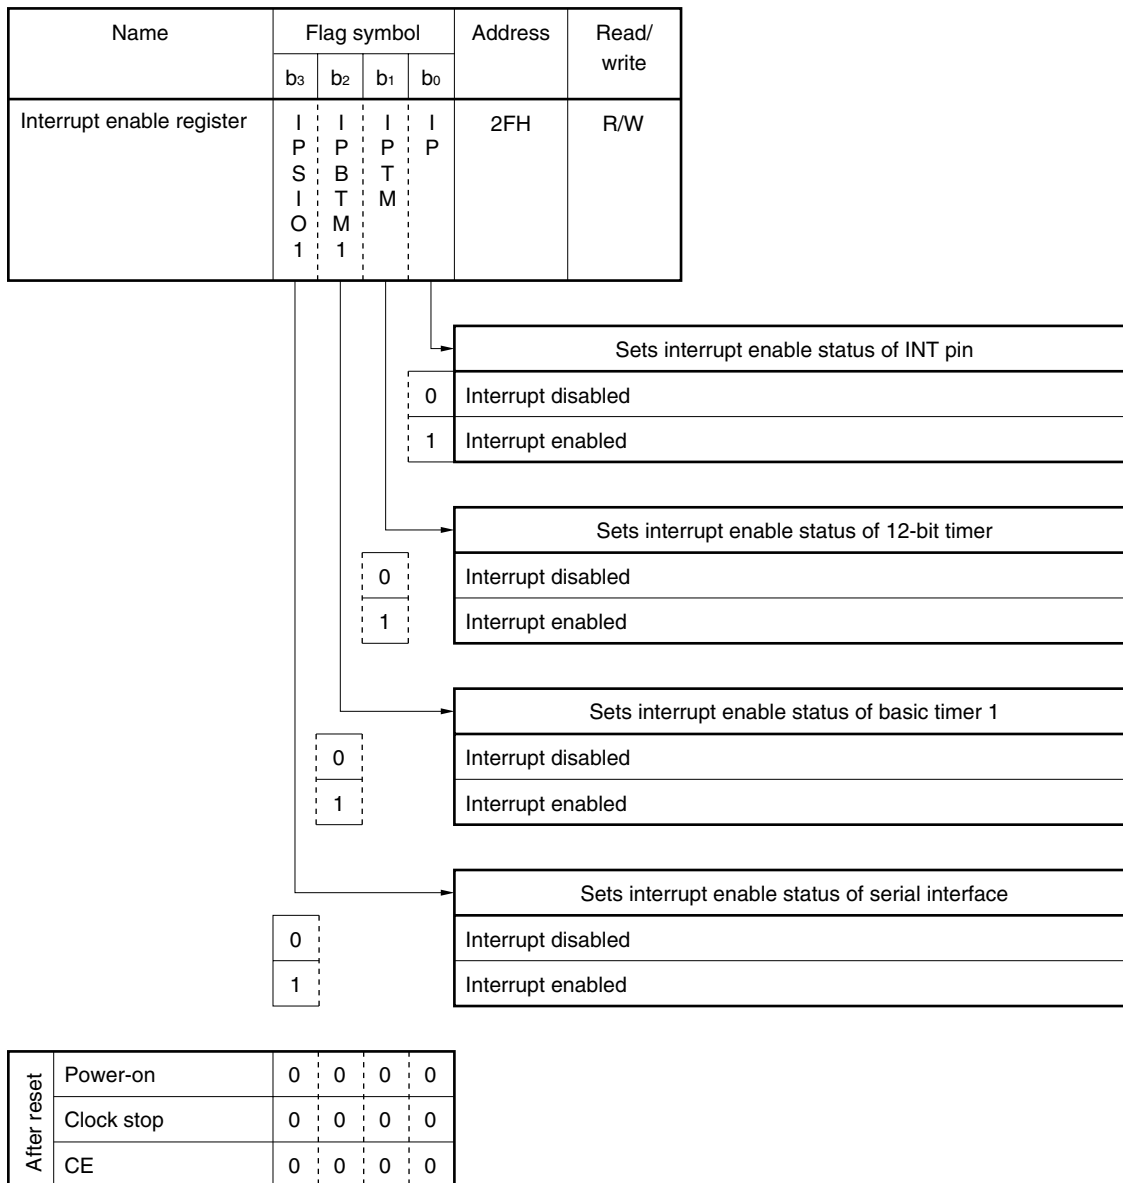 Name Flag symbol Address Read/
write
b3 b2 b1 b0
Interrupt enable register IPSIO1 IPBTM1 IPTM IP 2FH R/W
Sets interrupt enable status of INT pin
0 Interrupt disabled
1 Interrupt enabled
Sets interrupt enable status of 12-bit timer
0 Interrupt disabled
1 Interrupt enabled
Sets interrupt enable status of basic timer 1
0 Interrupt disabled
1 Interrupt enabled
Sets interrupt enable status of serial interface
0 Interrupt disabled
1 Interrupt enabled
After reset
Power-on 0 0 0 0
Clock stop 0 0 0 0
CE 0 0 0 0